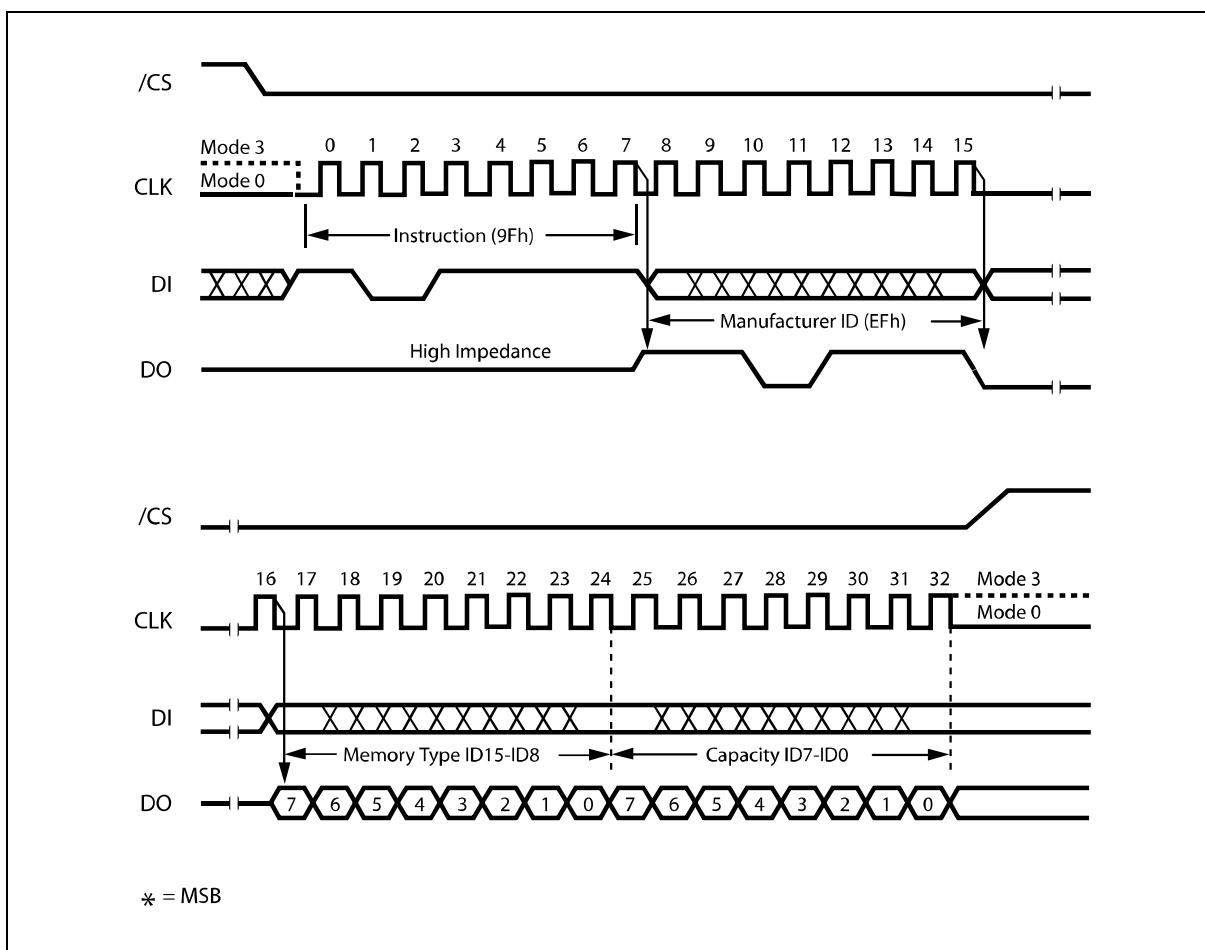 /CS
0 1 2 3 4 5 6 7 8 9 10 11 12 13 14 15
Mode 3
Mode 0
CLK
Instruction (9Fh)
DI
Manufacturer ID (EFh)
High Impedance
DO
/CS
16 17 18 19 20 21 22 23 24 25 26 27 28 29 30 31 32
Mode 3
Mode 0
CLK
DI
Memory Type ID15-ID8
Capacity ID7-ID0
DO
7 6 5 4 3 2 1 0 7 6 5 4 3 2 1 0
* = MSB